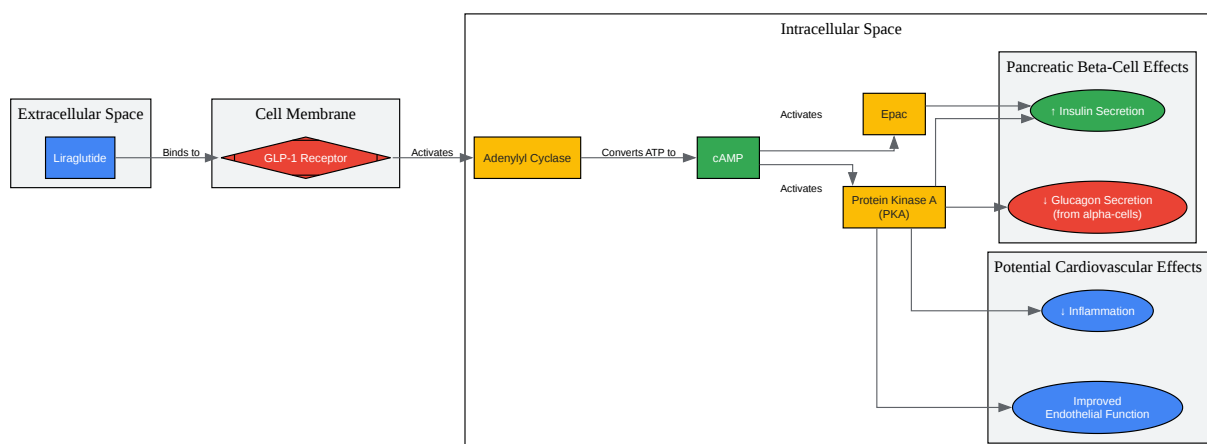 Intracellular Space
Pancreatic Beta-Cell Effects
Extracellular Space
Cell Membrane
Liraglutide
Binds to
GLP-1 Receptor
Activates
Adenylyl Cyclase
Converts ATP to
cAMP
Activates
Epac
↑ Insulin Secretion
Activates
Protein Kinase A
(PKA)
↓ Glucagon Secretion
(from alpha-cells)
Potential Cardiovascular Effects
↓ Inflammation
Improved
Endothelial Function